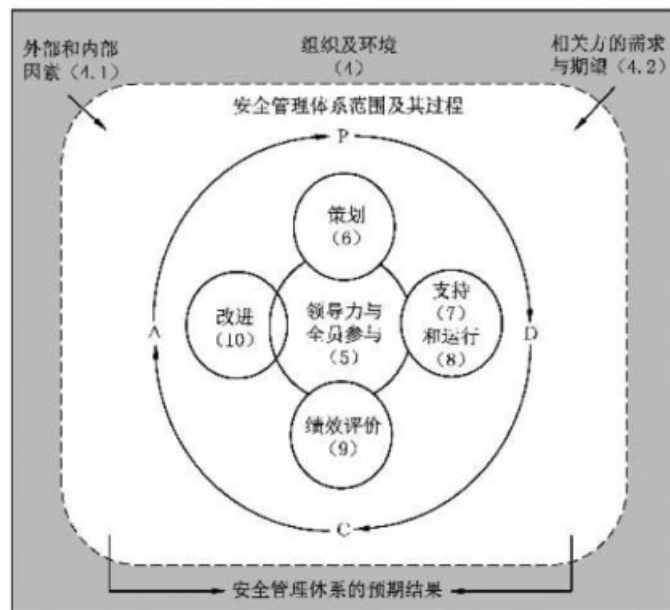 外部和内部
因素（4.1）
组织及环境
（4）
相关方的需求
与期望（4.2）
安全管理体系范围及其过程
P
策划
（6）
A
改进
（10）
领导力与
全员参与
（5）
支持
（7）
和运行
（8）
D
绩效评价
（9）
C
安全管理体系的预期结果